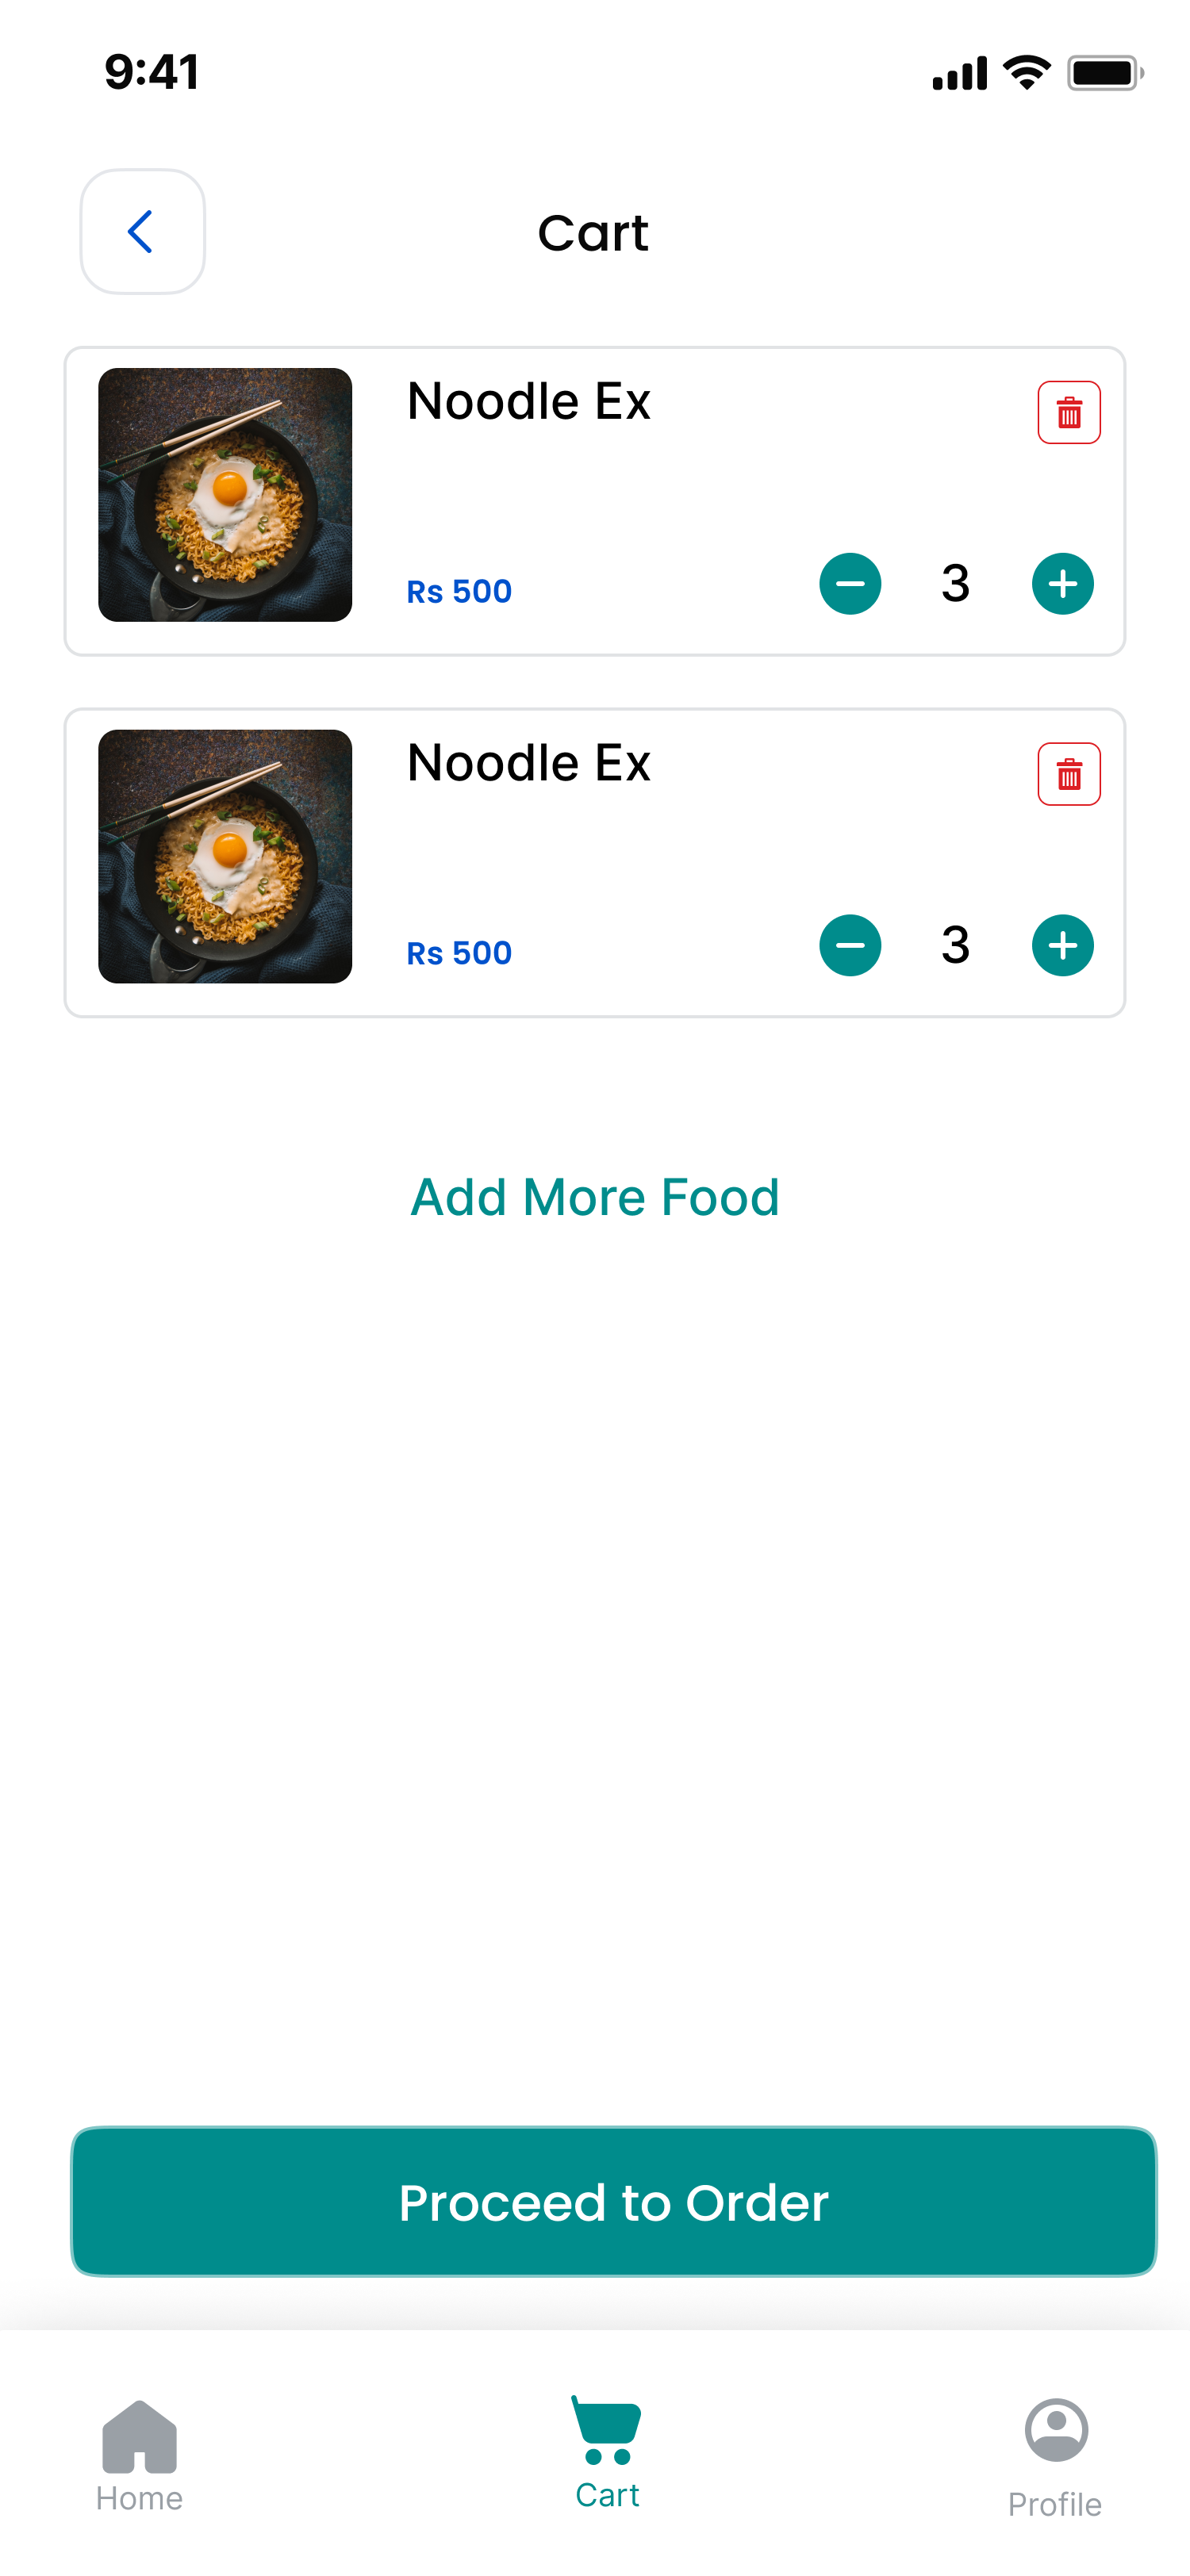 9:41
Cart
Noodle Ex
Rs 500
3
Noodle Ex
Rs 500
3
Add More Food
Proceed to Order
Home
Cart
Profile